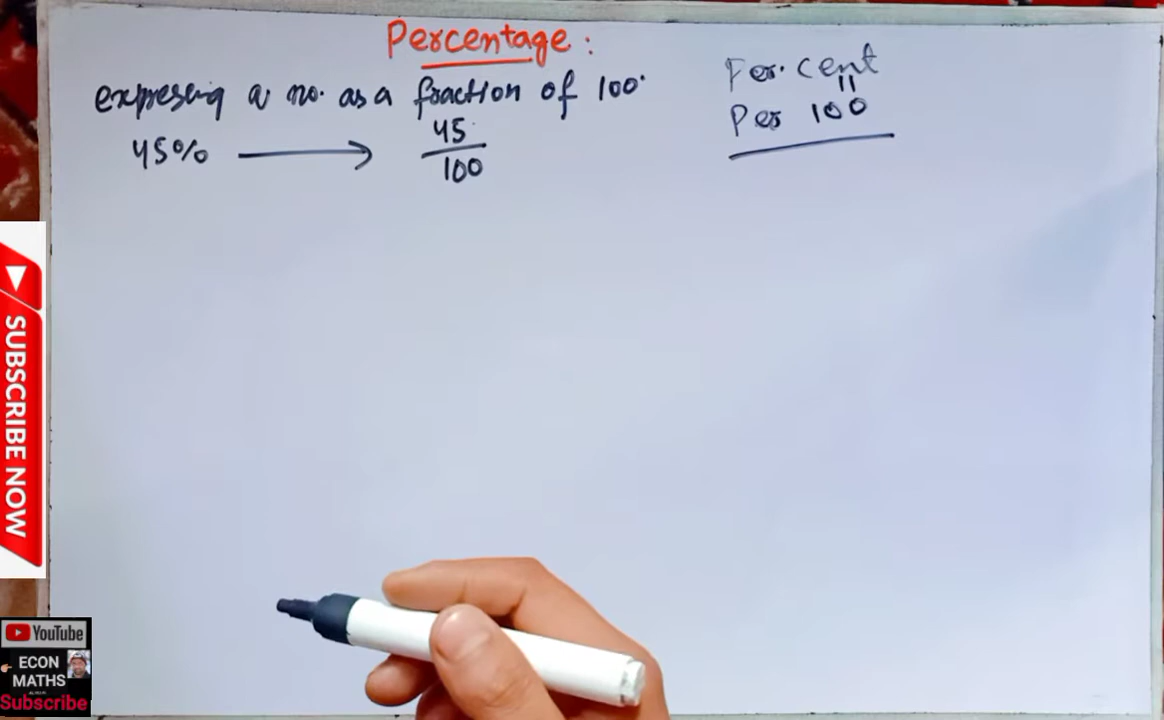 Percentage:
expressing a no. as a fraction of 100.
45% → 45/100
Per.cent
||
Per 100
SUBSCRIBE NOW
YouTube
ECON
MATHS
Subscribe